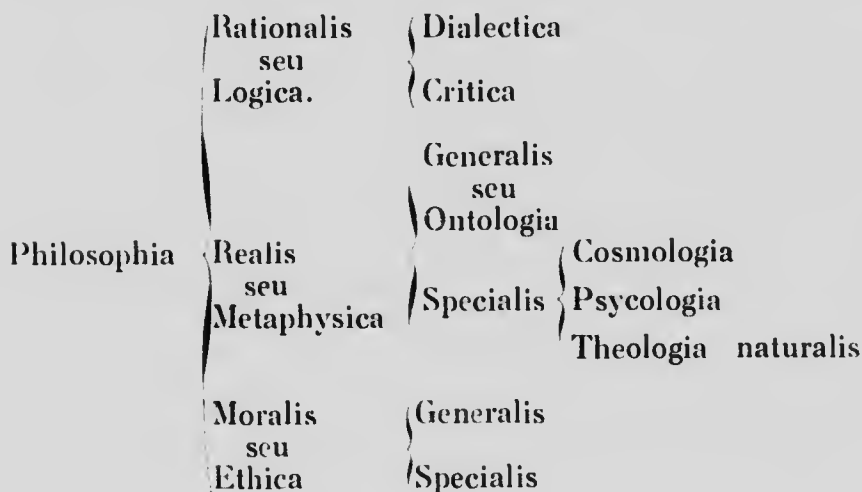 Rationalis
seu
Logica.
Dialectica
Critica
Philosophia
Realis
seu
Metaphysica
Generalis
seu
Ontologia
Specialis
Cosmologia
Psycologia
Theologia naturalis
Moralis
seu
Ethica
Generalis
Specialis